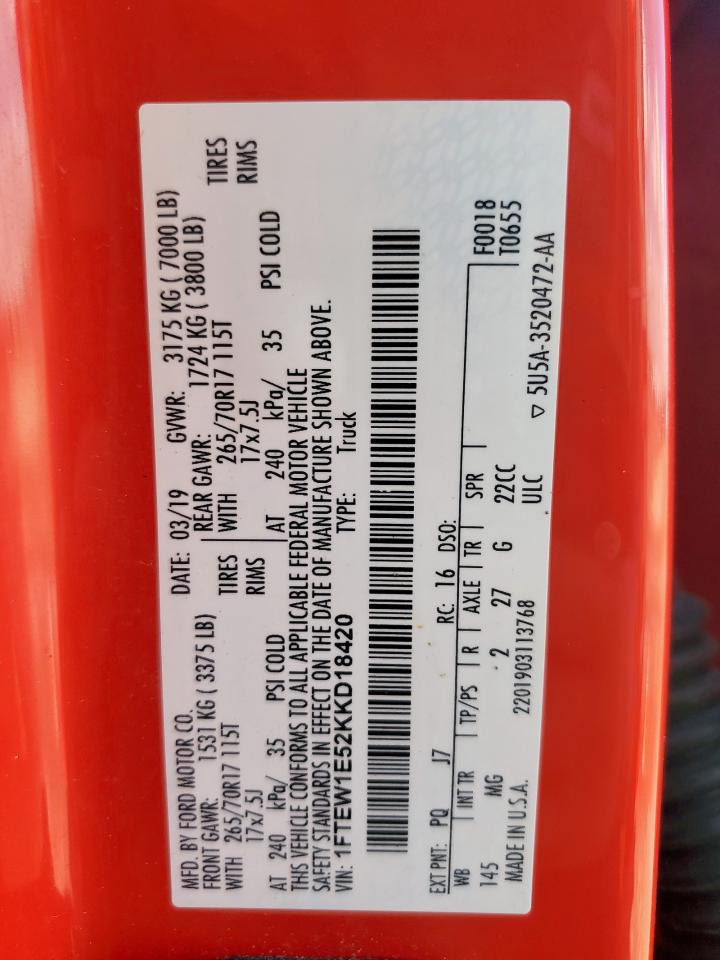 MFD. BY FORD MOTOR CO. DATE: 03/19 GVWR: 3175 KG ( 7000 LB)
FRONT GAWR: 1531 KG ( 3375 LB) REAR GAWR: 1724 KG ( 3800 LB)
WITH 265/70R17 115T TIRES WITH 265/70R17 115T TIRES
17x7.5J RIMS 17x7.5J RIMS
AT 240 kPa/ 35 PSI COLD AT 240 kPa/ 35 PSI COLD
THIS VEHICLE CONFORMS TO ALL APPLICABLE FEDERAL MOTOR VEHICLE
SAFETY STANDARDS IN EFFECT ON THE DATE OF MANUFACTURE SHOWN ABOVE.
VIN: 1FTEW1E52KKD18420 TYPE: Truck
EXT PNT: PQ J7 RC: 16 DSO: F0018
WB INT TR TP/PS R AXLE TR SPR T0655
145 MG 2 27 G 22CC
MADE IN U.S.A. 2201903113768 ULC ▽ 5U5A-3520472-AA